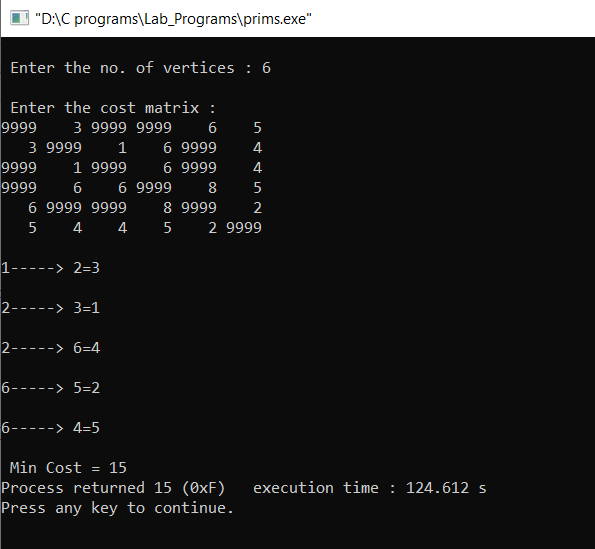 "D:\C programs\Lab_Programs\prims.exe"
Enter the no. of vertices : 6
Enter the cost matrix :
9999 3 9999 9999 6 5
3 9999 1 6 9999 4
9999 1 9999 6 9999 4
9999 6 6 9999 8 5
6 9999 9999 8 9999 2
5 4 4 5 2 9999
1-----> 2=3
2-----> 3=1
2-----> 6=4
6-----> 5=2
6-----> 4=5
Min Cost = 15
Process returned 15 (0xF)   execution time : 124.612 s
Press any key to continue.